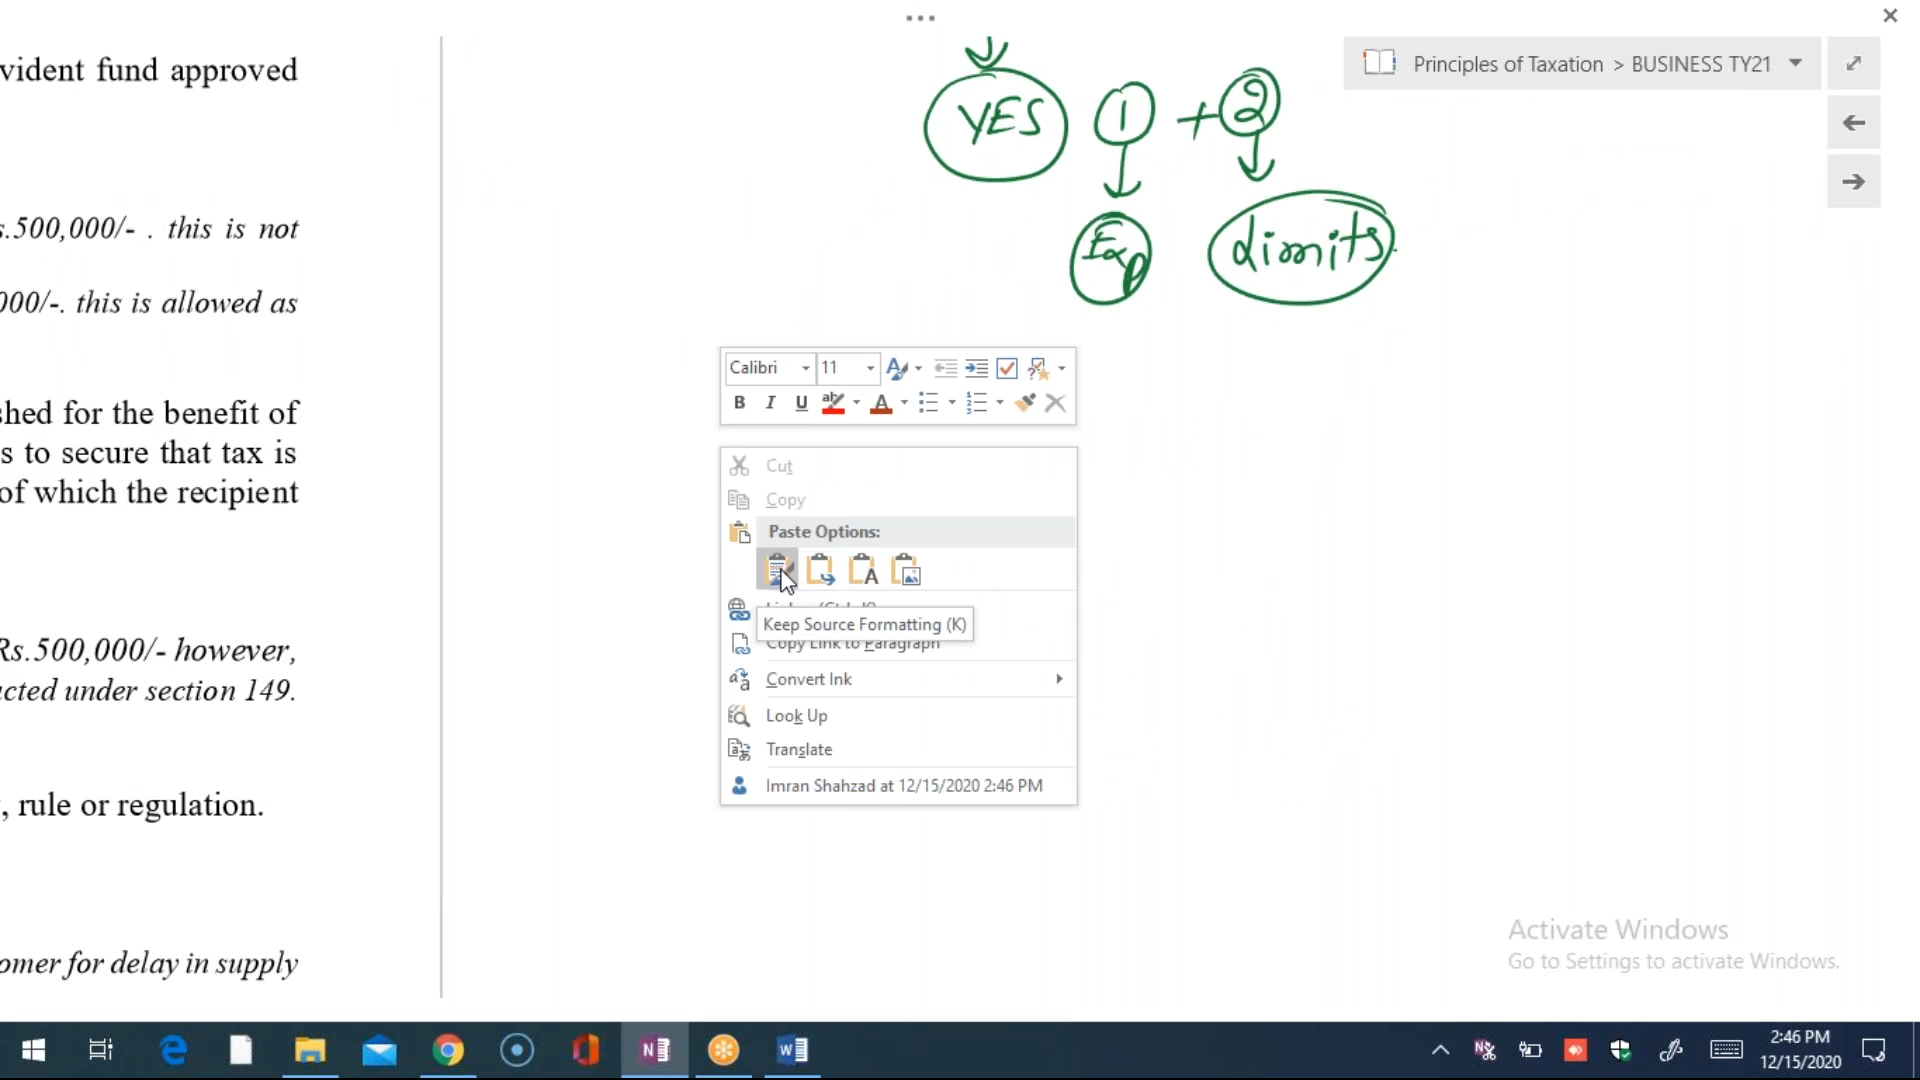 vident fund approved
s.500,000/- . this is not
000/-. this is allowed as
shed for the benefit of
s to secure that tax is
of which the recipient
Rs.500,000/- however,
acted under section 149.
, rule or regulation.
omer for delay in supply
YES 1 + 2
Exp Limits
Principles of Taxation > BUSINESS TY21
Calibri 11
B I U
Cut
Copy
Paste Options:
Keep Source Formatting (K)
Copy Link to Paragraph
Convert Ink
Look Up
Translate
Imran Shahzad at 12/15/2020 2:46 PM
Activate Windows
Go to Settings to activate Windows.
2:46 PM
12/15/2020